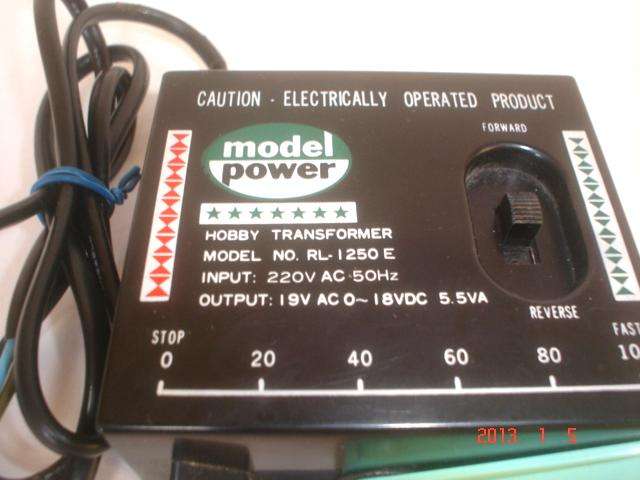 CAUTION - ELECTRICALLY OPERATED PRODUCT
FORWARD
model
power
HOBBY TRANSFORMER
MODEL NO. RL-1250 E
INPUT: 220V AC 50Hz
OUTPUT: 19V AC 0~18VDC 5.5VA
REVERSE
STOP
FAST
0 20 40 60 80 10
2013 1 5